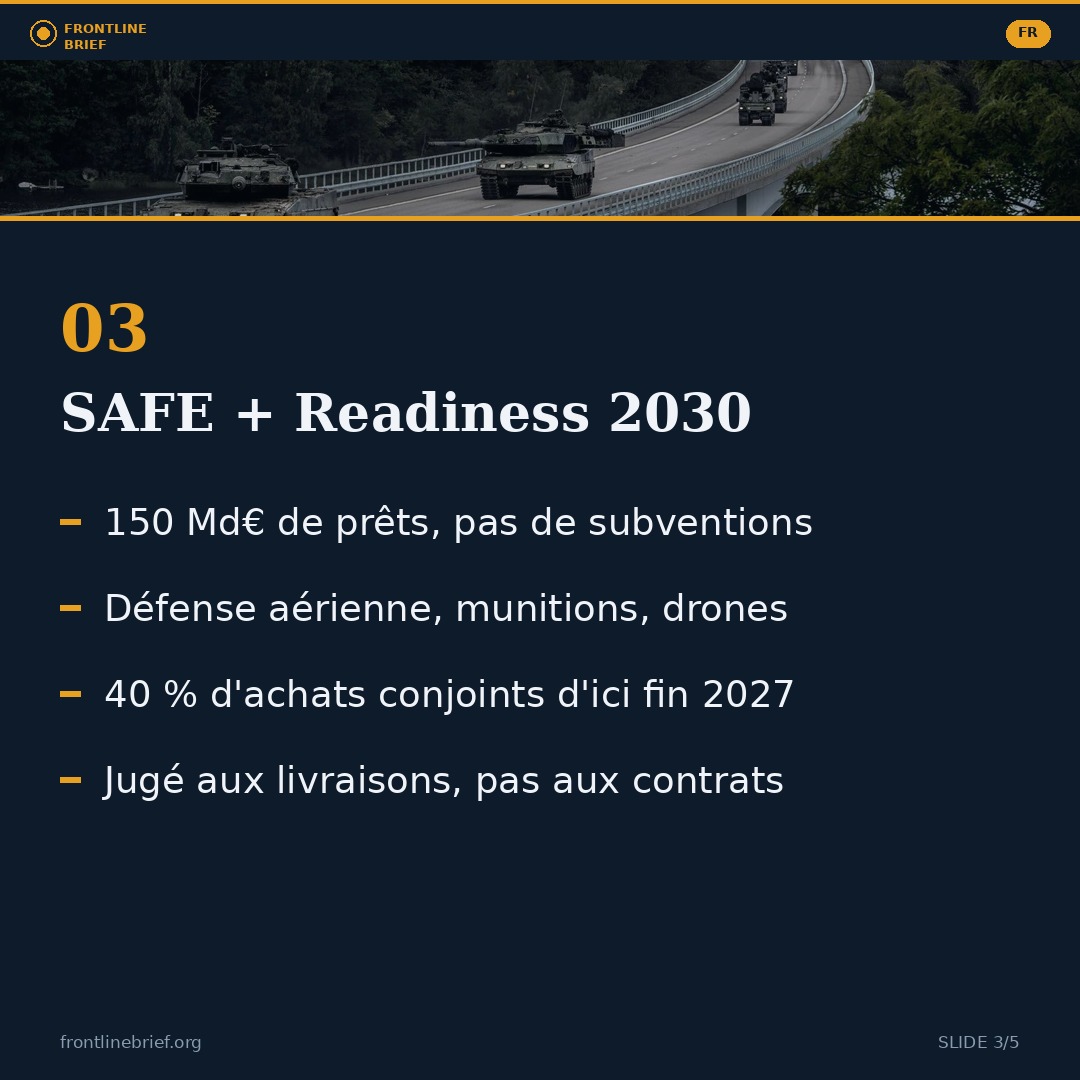 FRONTLINE
BRIEF
FR
03
SAFE + Readiness 2030
– 150 Md€ de prêts, pas de subventions
– Défense aérienne, munitions, drones
– 40 % d'achats conjoints d'ici fin 2027
– Jugé aux livraisons, pas aux contrats
frontlinebrief.org
SLIDE 3/5